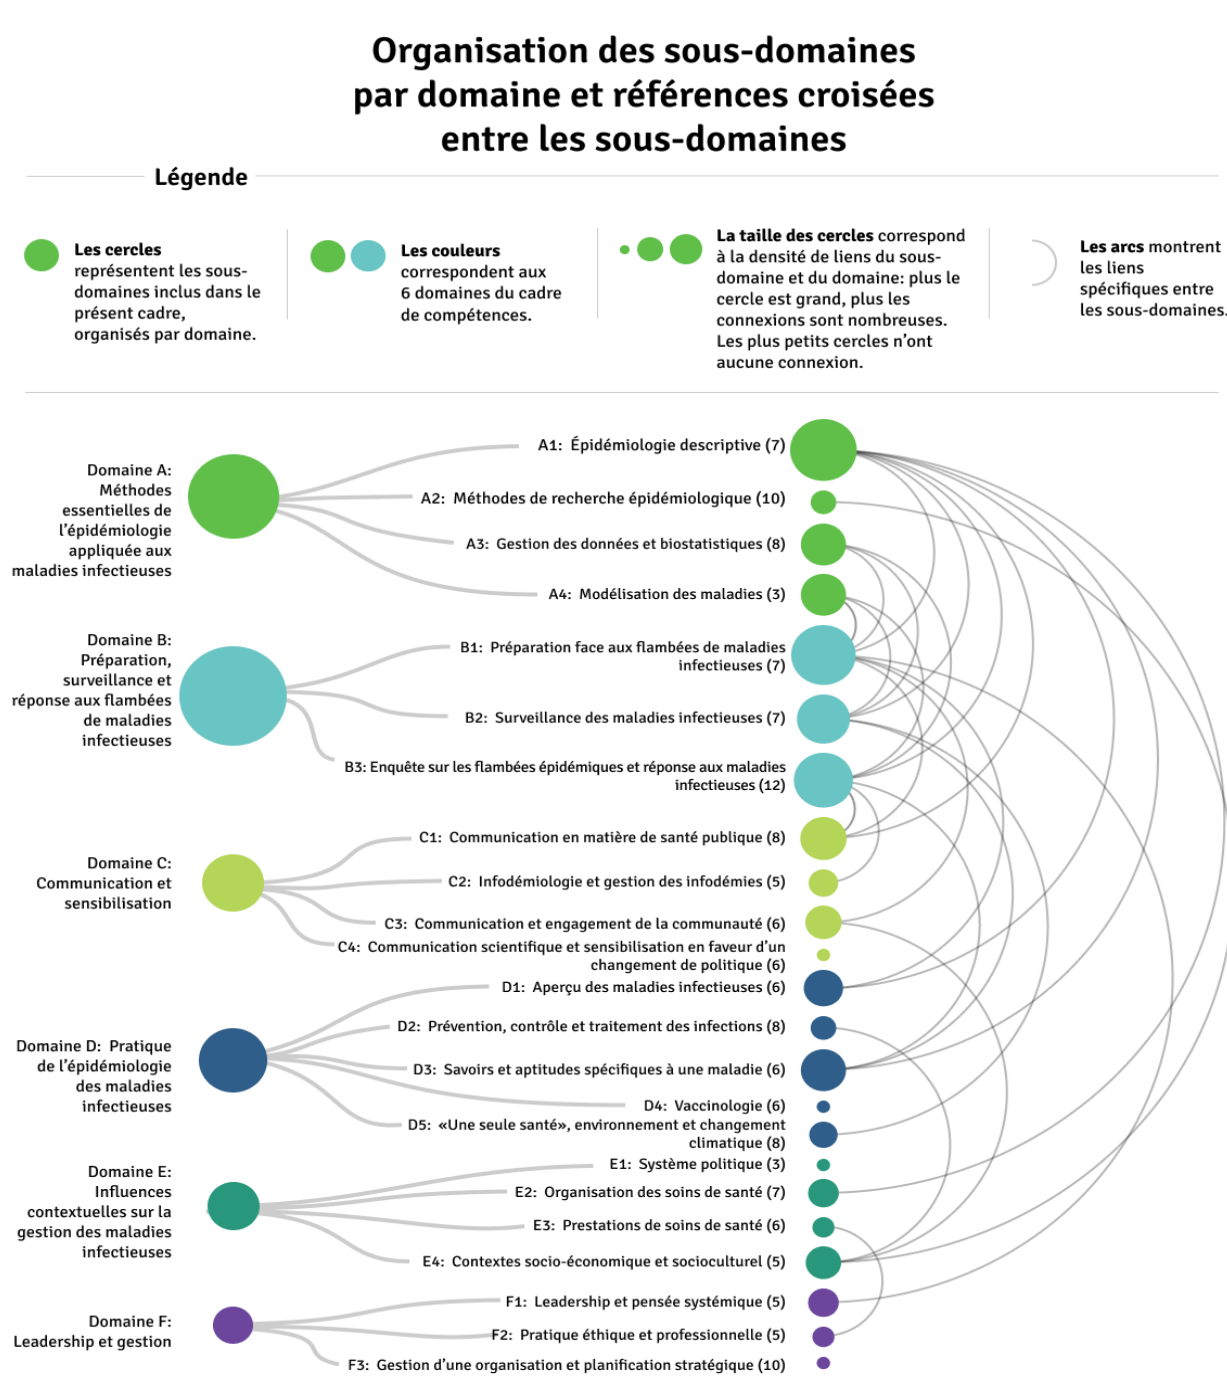 Organisation des sous-domaines
par domaine et références croisées
entre les sous-domaines
Légende
Les cercles
représentent les sous-
domaines inclus dans le
présent cadre,
organisés par domaine.
Les couleurs
correspondent aux
6 domaines du cadre
de compétences.
La taille des cercles correspond
à la densité de liens du sous-
domaine et du domaine: plus le
cercle est grand, plus les
connexions sont nombreuses.
Les plus petits cercles n'ont
aucune connexion.
Les arcs montrent
les liens
spécifiques entre
les sous-domaines.
Domaine A:
Méthodes
essentielles de
l'épidémiologie
appliquée aux
maladies infectieuses
A1: Épidémiologie descriptive (7)
A2: Méthodes de recherche épidémiologique (10)
A3: Gestion des données et biostatistiques (8)
A4: Modélisation des maladies (3)
Domaine B:
Préparation,
surveillance et
réponse aux flambées
de maladies
infectieuses
B1: Préparation face aux flambées de maladies
infectieuses (7)
B2: Surveillance des maladies infectieuses (7)
B3: Enquête sur les flambées épidémiques et réponse aux maladies
infectieuses (12)
Domaine C:
Communication et
sensibilisation
C1: Communication en matière de santé publique (8)
C2: Infodémiologie et gestion des infodémies (5)
C3: Communication et engagement de la communauté (6)
C4: Communication scientifique et sensibilisation en faveur d'un
changement de politique (6)
Domaine D: Pratique
de l'épidémiologie
des maladies
infectieuses
D1: Aperçu des maladies infectieuses (6)
D2: Prévention, contrôle et traitement des infections (8)
D3: Savoirs et aptitudes spécifiques à une maladie (6)
D4: Vaccinologie (6)
D5: «Une seule santé», environnement et changement
climatique (8)
Domaine E:
Influences
contextuelles sur la
gestion des maladies
infectieuses
E1: Système politique (3)
E2: Organisation des soins de santé (7)
E3: Prestations de soins de santé (6)
E4: Contextes socio-économique et socioculturel (5)
Domaine F:
Leadership et gestion
F1: Leadership et pensée systémique (5)
F2: Pratique éthique et professionnelle (5)
F3: Gestion d'une organisation et planification stratégique (10)